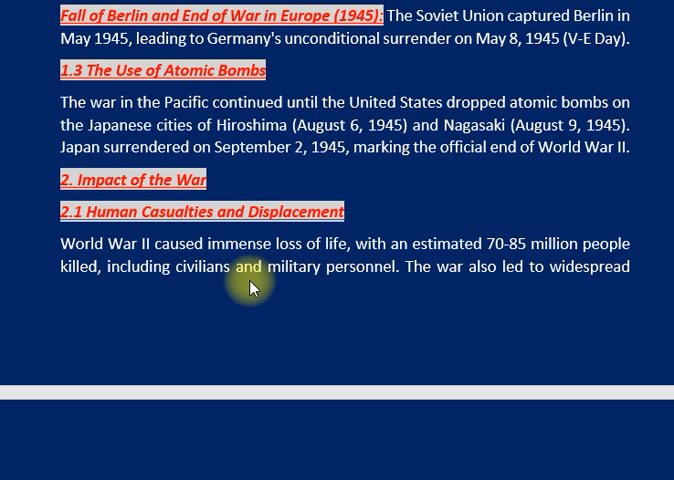 Fall of Berlin and End of War in Europe (1945): The Soviet Union captured Berlin in
May 1945, leading to Germany's unconditional surrender on May 8, 1945 (V-E Day).
1.3 The Use of Atomic Bombs
The war in the Pacific continued until the United States dropped atomic bombs on
the Japanese cities of Hiroshima (August 6, 1945) and Nagasaki (August 9, 1945).
Japan surrendered on September 2, 1945, marking the official end of World War II.
2. Impact of the War
2.1 Human Casualties and Displacement
World War II caused immense loss of life, with an estimated 70-85 million people
killed, including civilians and military personnel. The war also led to widespread